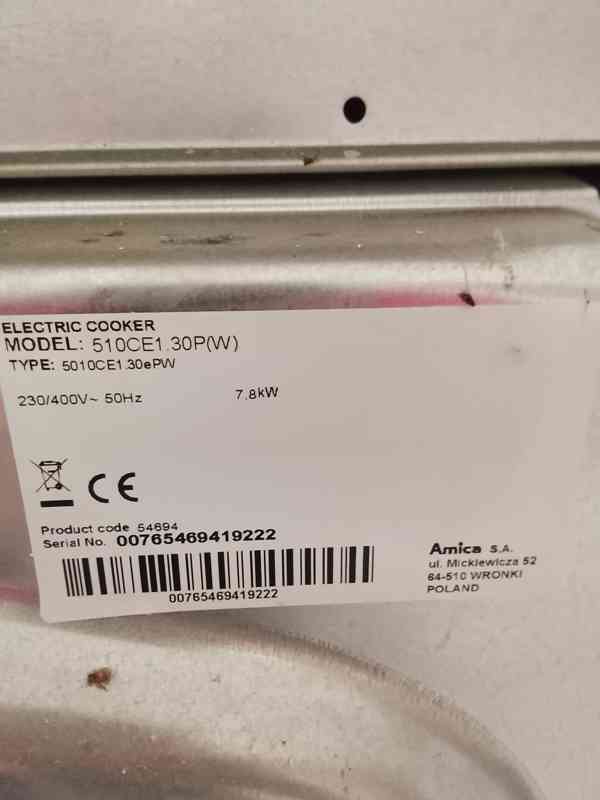 ELECTRIC COOKER
MODEL: 510CE1.30P(W)
TYPE: 5010CE1.30ePW
230/400V~ 50Hz 7.8kW
CE
Product code 54694
Serial No. 00765469419222
00765469419222
Amica S.A.
ul. Mickiewicza 52
64-510 WRONKI
POLAND